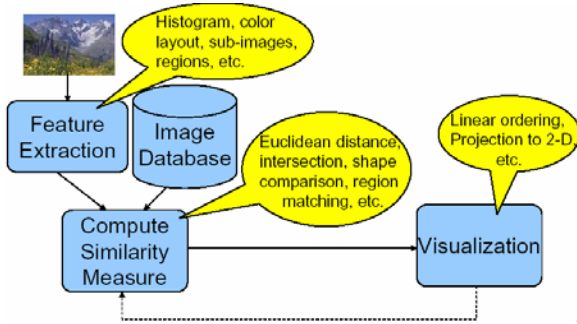 Histogram, color
layout, sub-images,
regions, etc.
Feature
Extraction
Image
Database
Euclidean distance,
intersection, shape
comparison, region
matching, etc.
Linear ordering,
Projection to 2-D,
etc.
Compute
Similarity
Measure
Visualization